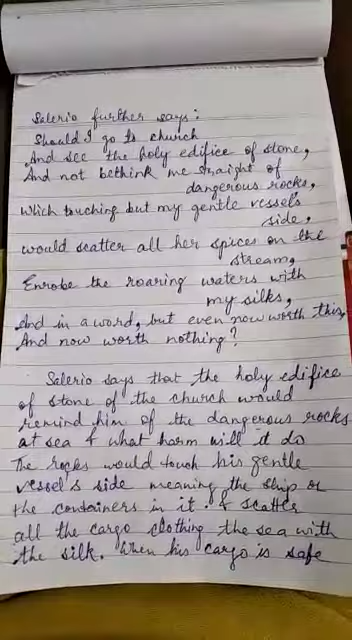 Salerio further says:
Should I go to church
And see the holy edifice of stone,
And not bethink me straight of
dangerous rocks,
Which touching but my gentle vessel's
side,
would scatter all her spices on the
stream,
Enrobe the roaring waters with
my silks,
And in a word, but even now worth this,
And now worth nothing?
Salerio says that the holy edifice
of stone of the church would
remind him of the dangerous rocks
at sea & what harm will it do
The rocks would touch his gentle
vessel's side meaning the ship or
the containers in it. & scatter
all the cargo clothing the sea with
the silk. When his cargo is safe